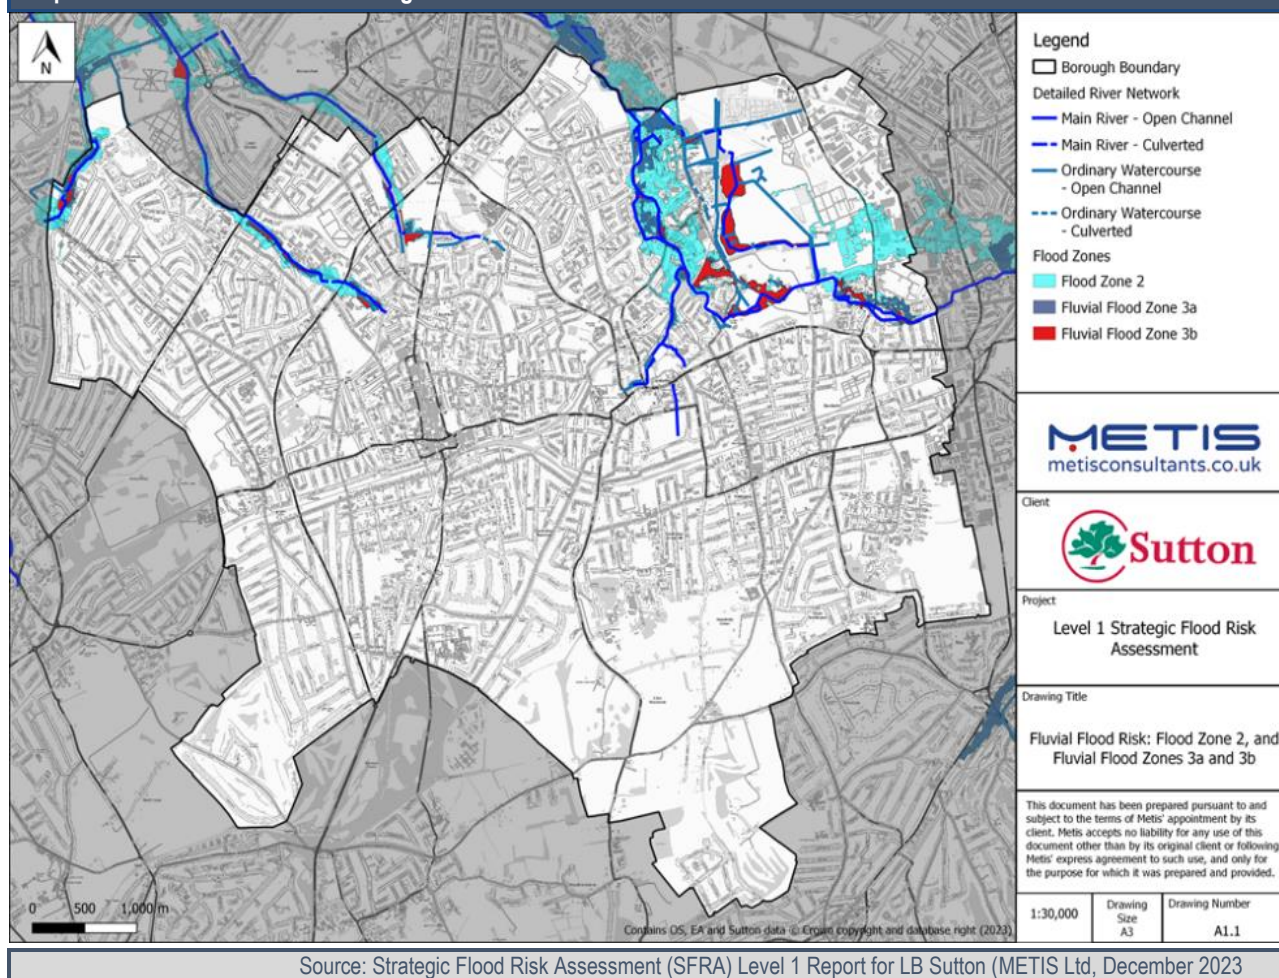 N
Legend
Borough Boundary
Detailed River Network
Main River - Open Channel
Main River - Culverted
Ordinary Watercourse
- Open Channel
Ordinary Watercourse
- Culverted
Flood Zones
Flood Zone 2
Fluvial Flood Zone 3a
Fluvial Flood Zone 3b
METIS
metisconsultants.co.uk
Client
Sutton
Project
Level 1 Strategic Flood Risk
Assessment
Drawing Title
Fluvial Flood Risk: Flood Zone 2, and
Fluvial Flood Zones 3a and 3b
This document has been prepared pursuant to and
subject to the terms of Metis' appointment by its
client. Metis accepts no liability for any use of this
document other than by its original client or following
Metis' express agreement to such use, and only for
the purpose for which it was prepared and provided.
1:30,000
Drawing
Size
A3
Drawing Number
A1.1
0 500 1,000 m
Contains OS, EA and Sutton data © Crown copyright and database right (2023)
Source: Strategic Flood Risk Assessment (SFRA) Level 1 Report for LB Sutton (METIS Ltd, December 2023